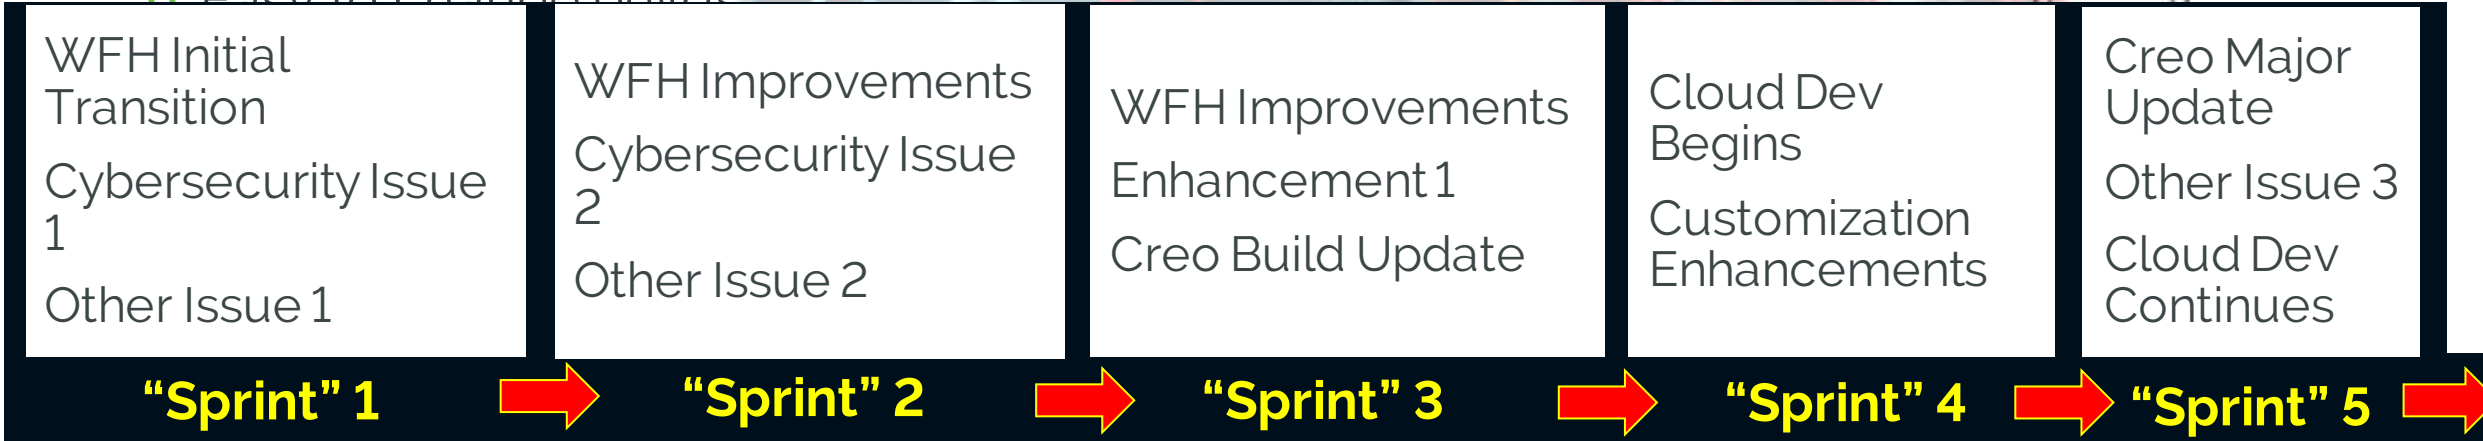 WFH Initial
Transition
Cybersecurity Issue
1
Other Issue 1
WFH Improvements
Cybersecurity Issue
2
Other Issue 2
WFH Improvements
Enhancement 1
Creo Build Update
Cloud Dev
Begins
Customization
Enhancements
Creo Major
Update
Other Issue 3
Cloud Dev
Continues
“Sprint” 1
“Sprint” 2
“Sprint” 3
“Sprint” 4
“Sprint” 5